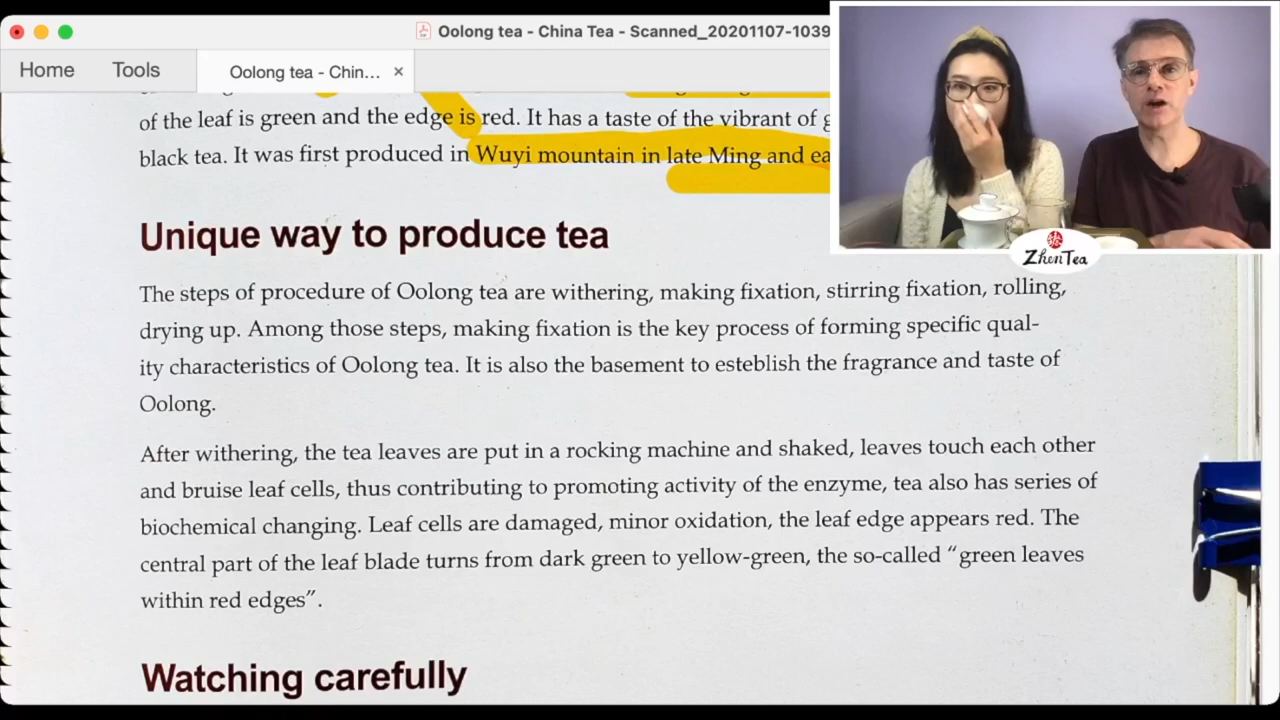 Oolong tea - China Tea - Scanned_20201107-1039
Home
Tools
Oolong tea - Chin...
of the leaf is green and the edge is red. It has a taste of the vibrant of
black tea. It was first produced in Wuyi mountain in late Ming and ea
Unique way to produce tea
The steps of procedure of Oolong tea are withering, making fixation, stirring fixation, rolling,
drying up. Among those steps, making fixation is the key process of forming specific qual-
ity characteristics of Oolong tea. It is also the basement to esteblish the fragrance and taste of
Oolong.
After withering, the tea leaves are put in a rocking machine and shaked, leaves touch each other
and bruise leaf cells, thus contributing to promoting activity of the enzyme, tea also has series of
biochemical changing. Leaf cells are damaged, minor oxidation, the leaf edge appears red. The
central part of the leaf blade turns from dark green to yellow-green, the so-called “green leaves
within red edges”.
Watching carefully
Zhen Tea